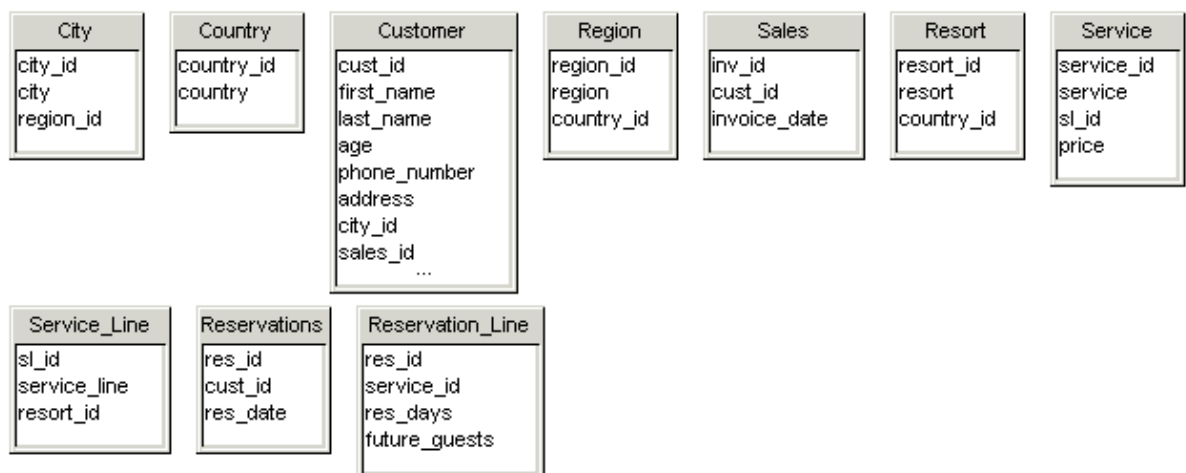 City
city_id
city
region_id
Country
country_id
country
Customer
cust_id
first_name
last_name
age
phone_number
address
city_id
sales_id
...
Region
region_id
region
country_id
Sales
inv_id
cust_id
invoice_date
Resort
resort_id
resort
country_id
Service
service_id
service
sl_id
price
Service_Line
sl_id
service_line
resort_id
Reservations
res_id
cust_id
res_date
Reservation_Line
res_id
service_id
res_days
future_guests